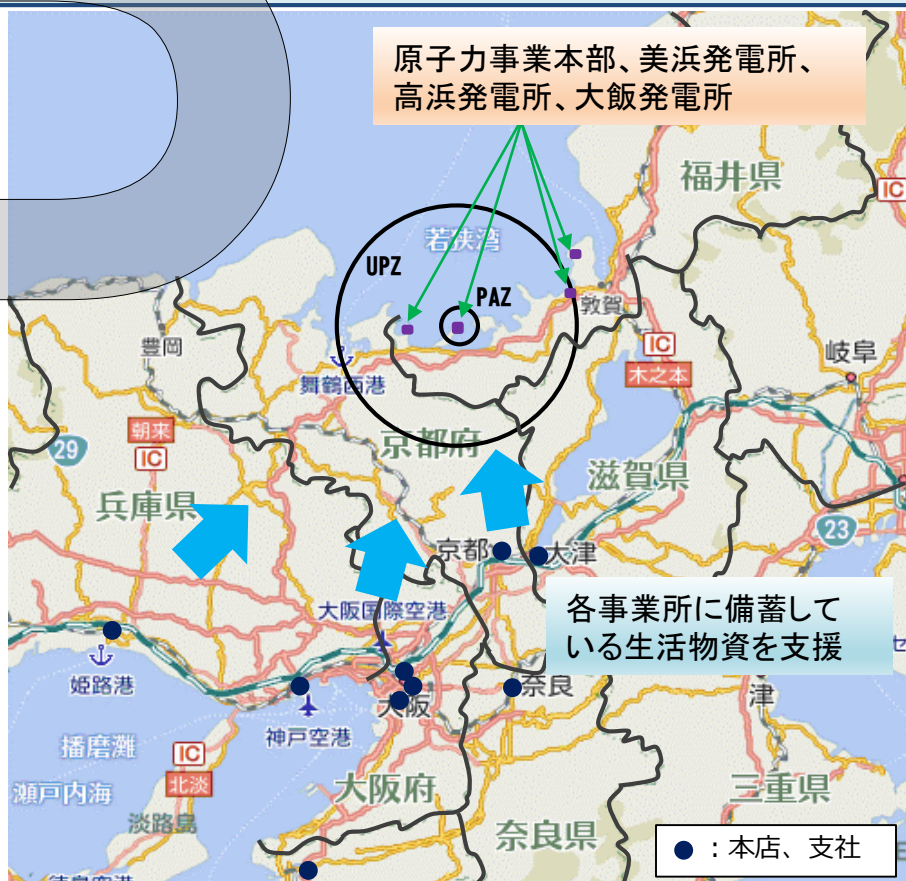 原子力事業本部、美浜発電所、
高浜発電所、大飯発電所
福井県
IC
若狭湾
UPZ
PAZ
敦賀
豊岡
舞鶴西港
IC
木之本
岐阜
朝来
IC
29
京都府
滋賀県
兵庫県
23
京都
大津
大阪国際空港
各事業所に備蓄して
いる生活物資を支援
姫路港
大阪
奈良
津
神戸空港
播磨灘
IC
北淡
瀬戸内海
大阪府
三重県
淡路島
奈良県
●：本店、支社